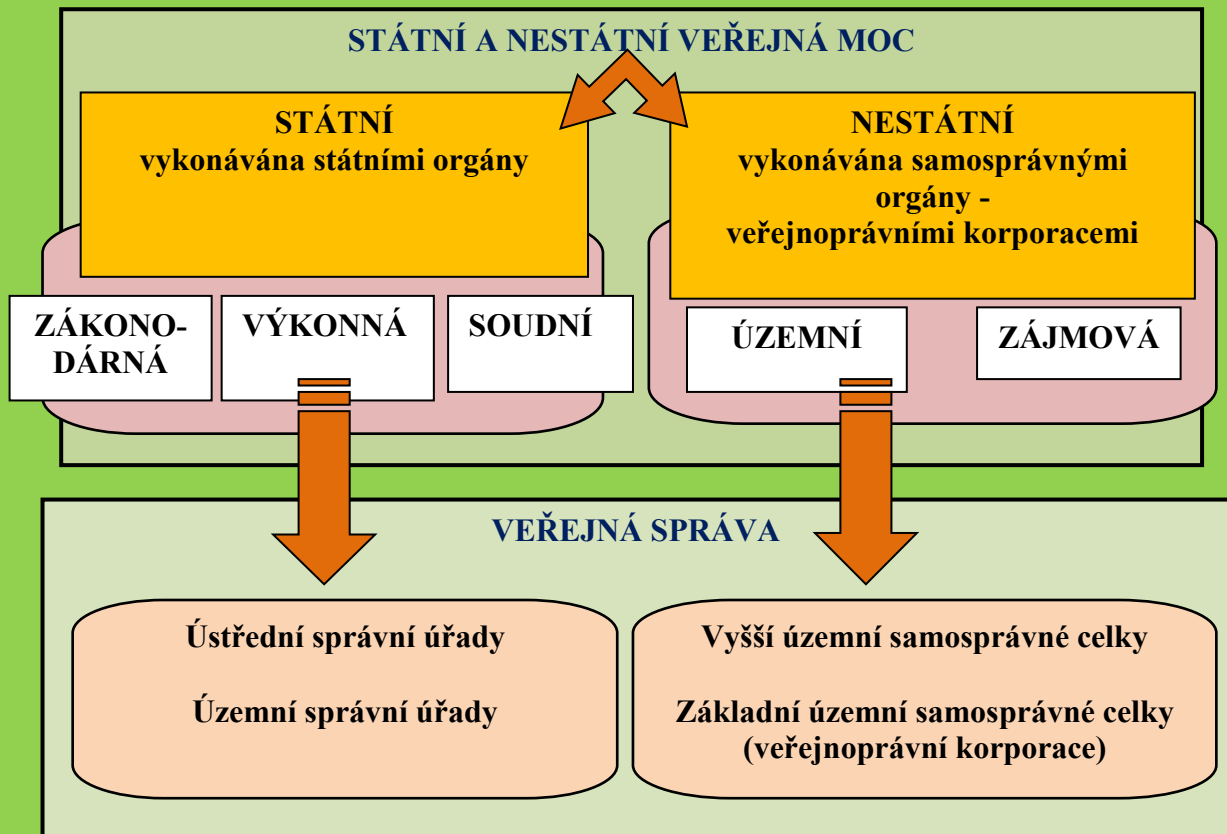 STÁTNÍ A NESTÁTNÍ VEŘEJNÁ MOC
STÁTNÍ
vykonávána státními orgány
NESTÁTNÍ
vykonávána samosprávnými
orgány -
veřejnoprávními korporacemi
ZÁKONO-
DÁRNÁ
VÝKONNÁ
SOUDNÍ
ÚZEMNÍ
ZÁJMOVÁ
VEŘEJNÁ SPRÁVA
Ústřední správní úřady
Územní správní úřady
Vyšší územní samosprávné celky
Základní územní samosprávné celky
(veřejnoprávní korporace)